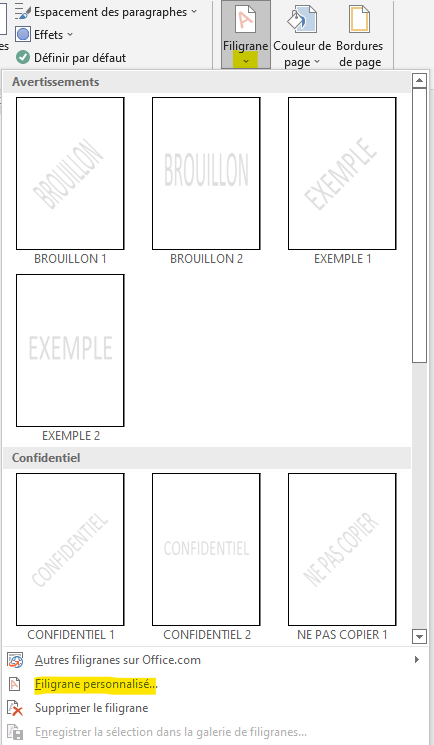 Espacement des paragraphes
es
Effets
Définir par défaut
Filigrane
Couleur de page
Bordures de page
Avertissements
BROUILLON
BROUILLON
EXEMPLE
BROUILLON 1
BROUILLON 2
EXEMPLE 1
EXEMPLE
EXEMPLE 2
Confidentiel
CONFIDENTIEL
CONFIDENTIEL
NE PAS COPIER
CONFIDENTIEL 1
CONFIDENTIEL 2
NE PAS COPIER 1
Autres filigranes sur Office.com
Filigrane personnalisé...
Supprimer le filigrane
Enregistrer la sélection dans la galerie de filigranes...